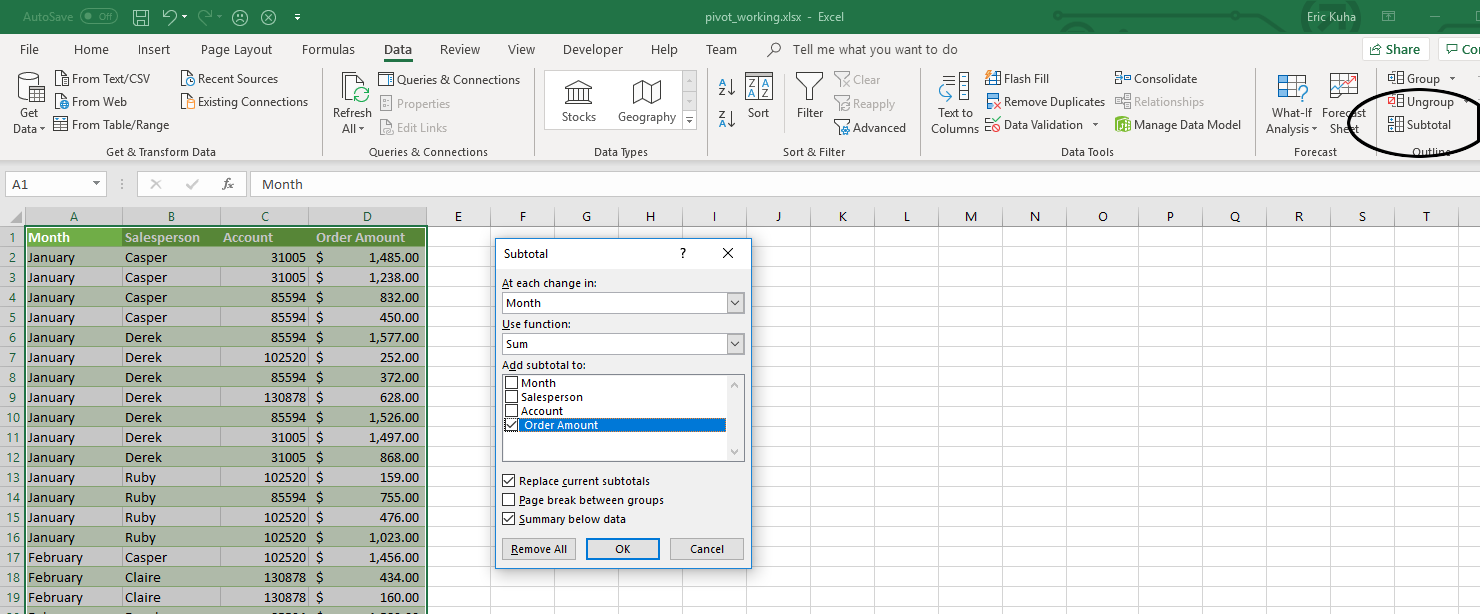 AutoSave Off pivot_working.xlsx - Excel Eric Kuha
File Home Insert Page Layout Formulas Data Review View Developer Help Team Tell me what you want to do Share
From Text/CSV Recent Sources Queries & Connections Clear Flash Fill Consolidate Group
From Web Existing Connections Properties Reapply Remove Duplicates Relationships Ungroup
From Table/Range Edit Links Advanced Data Validation Manage Data Model Subtotal
Get Data Refresh All Stocks Geography Sort Filter Text to Columns What-If Analysis Forecast Sheet
Get & Transform Data Queries & Connections Data Types Sort & Filter Data Tools Forecast Outline
A1 fx Month
A B C D E F G H I J K L M N O P Q R S T
1 Month Salesperson Account Order Amount
2 January Casper 31005 $ 1,485.00
3 January Casper 31005 $ 1,238.00
4 January Casper 85594 $ 832.00
5 January Casper 85594 $ 450.00
6 January Derek 85594 $ 1,577.00
7 January Derek 102520 $ 252.00
8 January Derek 85594 $ 372.00
9 January Derek 130878 $ 628.00
10 January Derek 85594 $ 1,526.00
11 January Derek 31005 $ 1,497.00
12 January Derek 31005 $ 868.00
13 January Ruby 102520 $ 159.00
14 January Ruby 85594 $ 755.00
15 January Ruby 102520 $ 476.00
16 January Ruby 102520 $ 1,023.00
17 February Casper 102520 $ 1,456.00
18 February Claire 130878 $ 434.00
19 February Claire 130878 $ 160.00
Subtotal ?
At each change in:
Month
Use function:
Sum
Add subtotal to:
Month
Salesperson
Account
Order Amount
Replace current subtotals
Page break between groups
Summary below data
Remove All OK Cancel